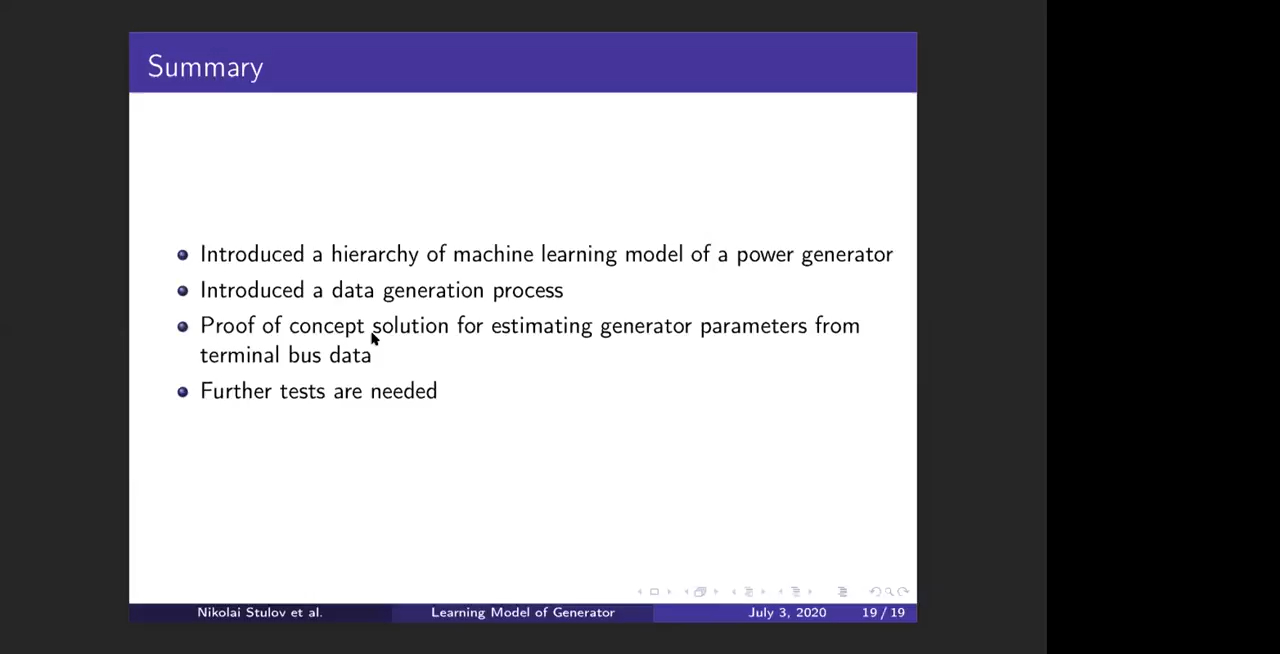 Summary
Introduced a hierarchy of machine learning model of a power generator
Introduced a data generation process
Proof of concept solution for estimating generator parameters from
terminal bus data
Further tests are needed
Nikolai Stulov et al. Learning Model of Generator July 3, 2020 19 / 19